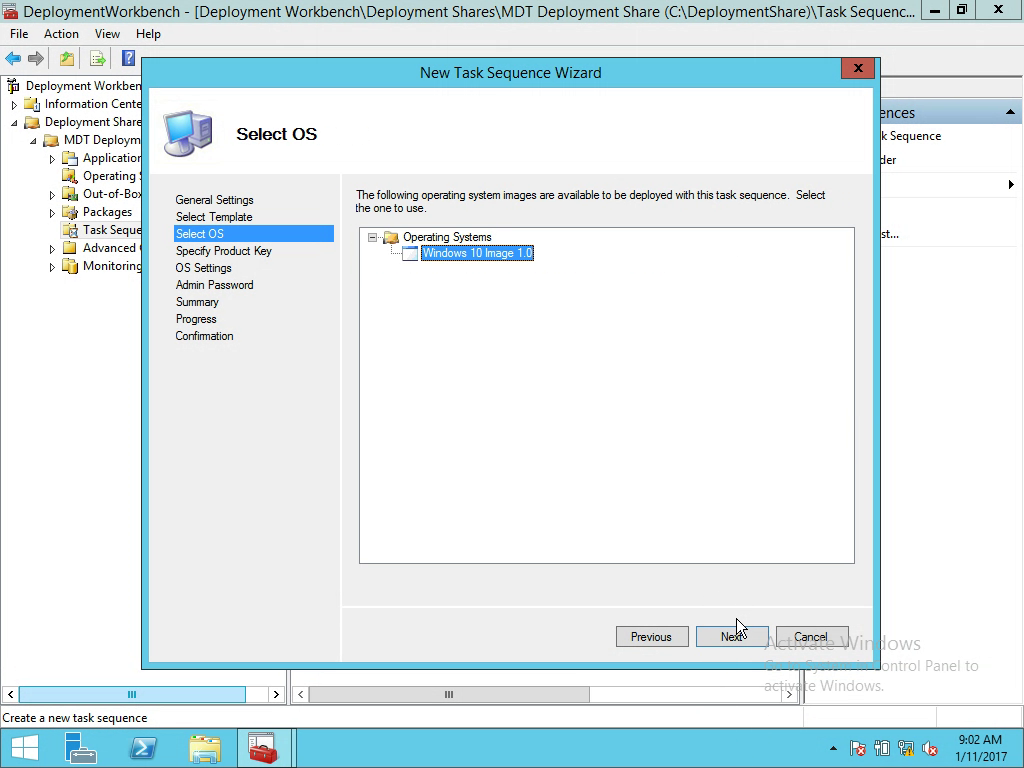 DeploymentWorkbench - [Deployment Workbench\Deployment Shares\MDT Deployment Share (C:\DeploymentShare)\Task Sequenc...
File Action View Help
New Task Sequence Wizard
Deployment Workben
Information Cente
Deployment Share
MDT Deploym
Application
Operating S
Out-of-Box
Packages
Task Seque
Advanced
Monitoring
Select OS
General Settings
Select Template
Select OS
Specify Product Key
OS Settings
Admin Password
Summary
Progress
Confirmation
The following operating system images are available to be deployed with this task sequence. Select
the one to use.
Operating Systems
Windows 10 Image 1.0
Previous Next Cancel
ences
k Sequence
der
st...
Activate Windows
Go to System in Control Panel to
activate Windows.
Create a new task sequence
9:02 AM
1/11/2017